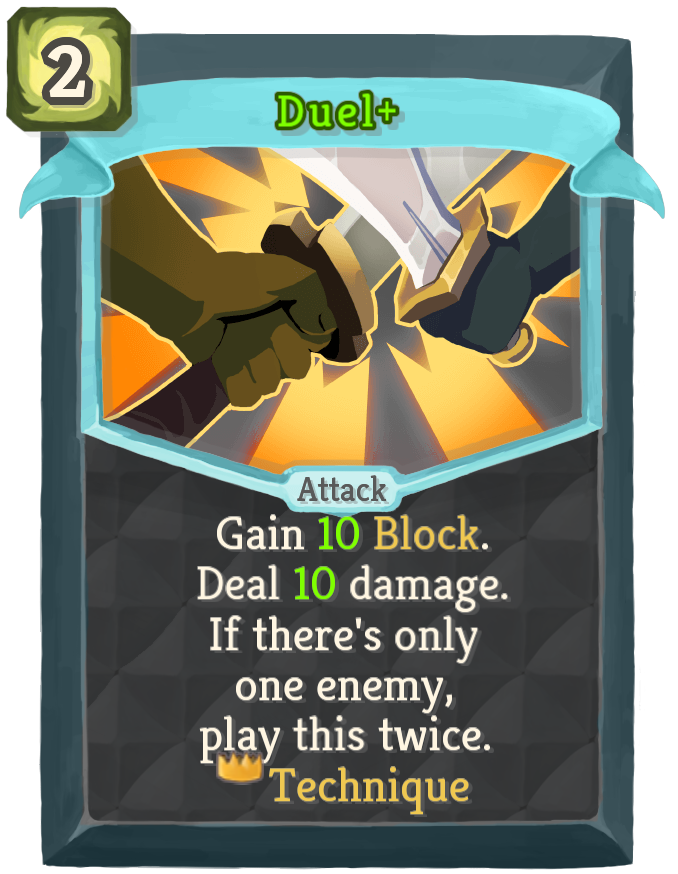 2
Duel+
Attack
Gain 10 Block.
Deal 10 damage.
If there's only
one enemy,
play this twice.
Technique